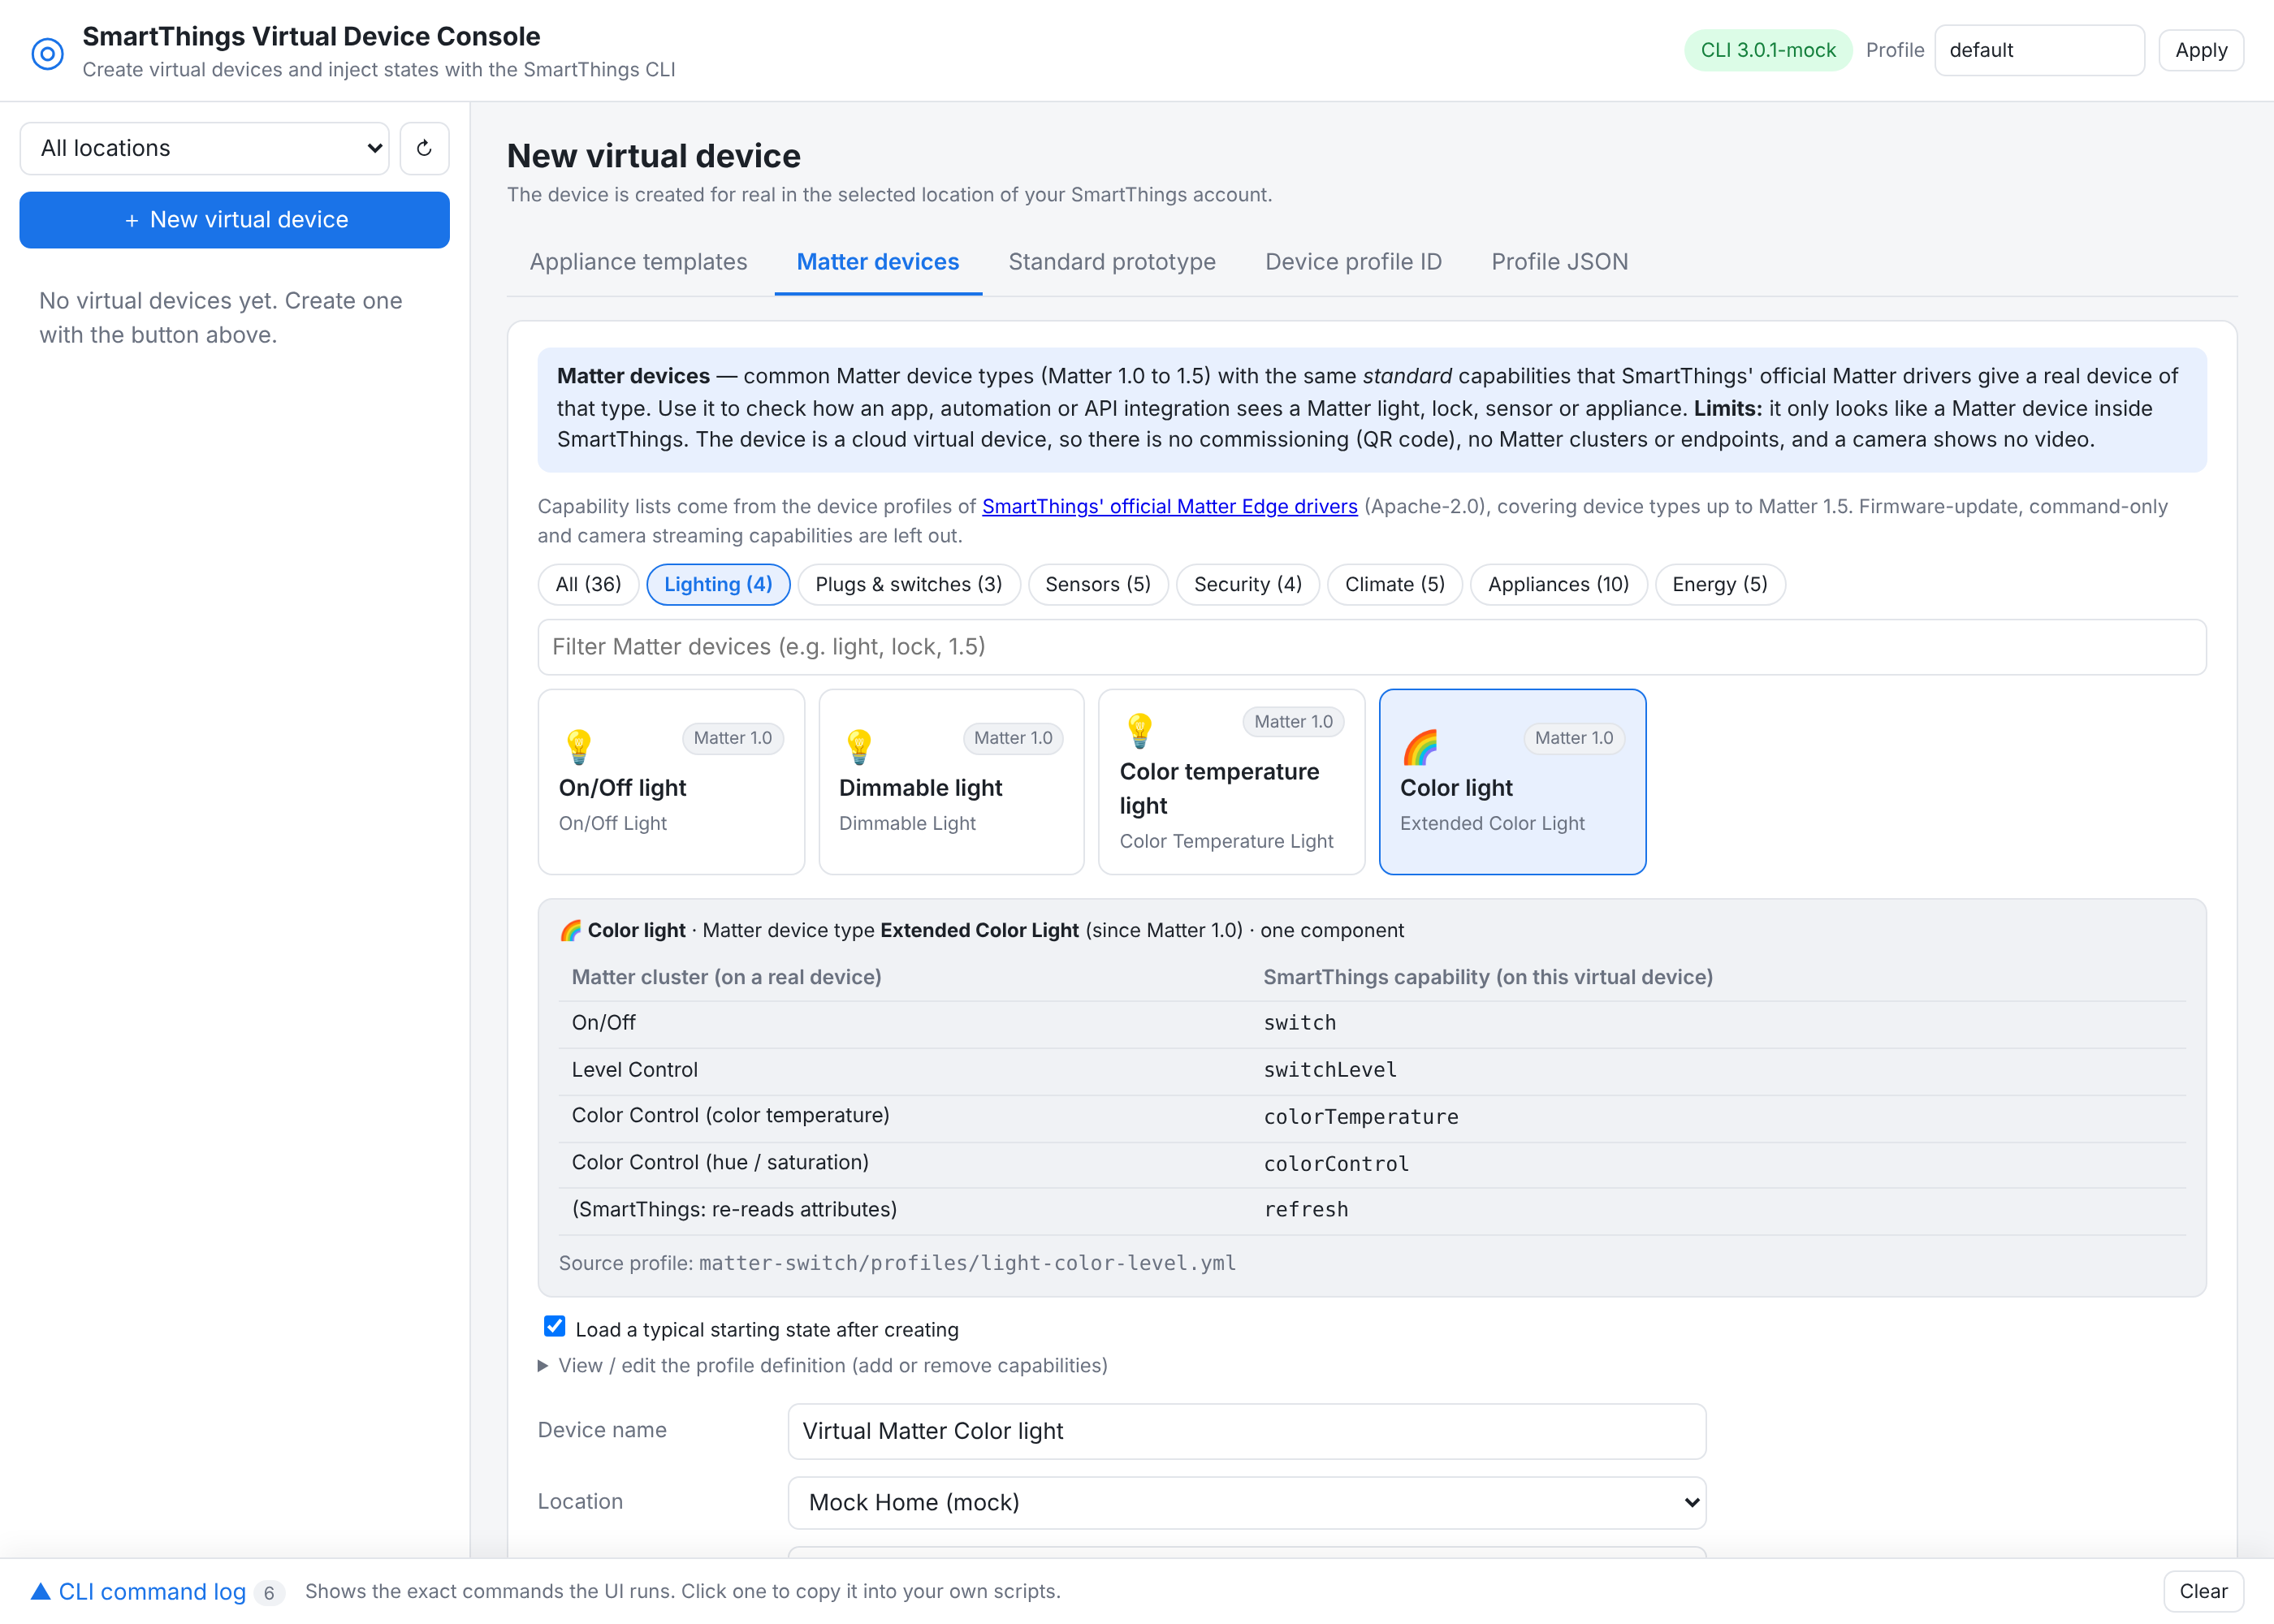 SmartThings Virtual Device Console
Create virtual devices and inject states with the SmartThings CLI
CLI 3.0.1-mock
Profile
default
Apply
All locations
+ New virtual device
No virtual devices yet. Create one
with the button above.
New virtual device
The device is created for real in the selected location of your SmartThings account.
Appliance templates
Matter devices
Standard prototype
Device profile ID
Profile JSON
Matter devices — common Matter device types (Matter 1.0 to 1.5) with the same standard capabilities that SmartThings' official Matter drivers give a real device of
that type. Use it to check how an app, automation or API integration sees a Matter light, lock, sensor or appliance. Limits: it only looks like a Matter device inside
SmartThings. The device is a cloud virtual device, so there is no commissioning (QR code), no Matter clusters or endpoints, and a camera shows no video.
Capability lists come from the device profiles of SmartThings' official Matter Edge drivers (Apache-2.0), covering device types up to Matter 1.5. Firmware-update, command-only
and camera streaming capabilities are left out.
All (36)
Lighting (4)
Plugs & switches (3)
Sensors (5)
Security (4)
Climate (5)
Appliances (10)
Energy (5)
Filter Matter devices (e.g. light, lock, 1.5)
Matter 1.0
On/Off light
On/Off Light
Matter 1.0
Dimmable light
Dimmable Light
Matter 1.0
Color temperature
light
Color Temperature Light
Matter 1.0
Color light
Extended Color Light
Color light · Matter device type Extended Color Light (since Matter 1.0) · one component
Matter cluster (on a real device)
SmartThings capability (on this virtual device)
On/Off
switch
Level Control
switchLevel
Color Control (color temperature)
colorTemperature
Color Control (hue / saturation)
colorControl
(SmartThings: re-reads attributes)
refresh
Source profile: matter-switch/profiles/light-color-level.yml
Load a typical starting state after creating
View / edit the profile definition (add or remove capabilities)
Device name
Virtual Matter Color light
Location
Mock Home (mock)
CLI command log 6
Shows the exact commands the UI runs. Click one to copy it into your own scripts.
Clear